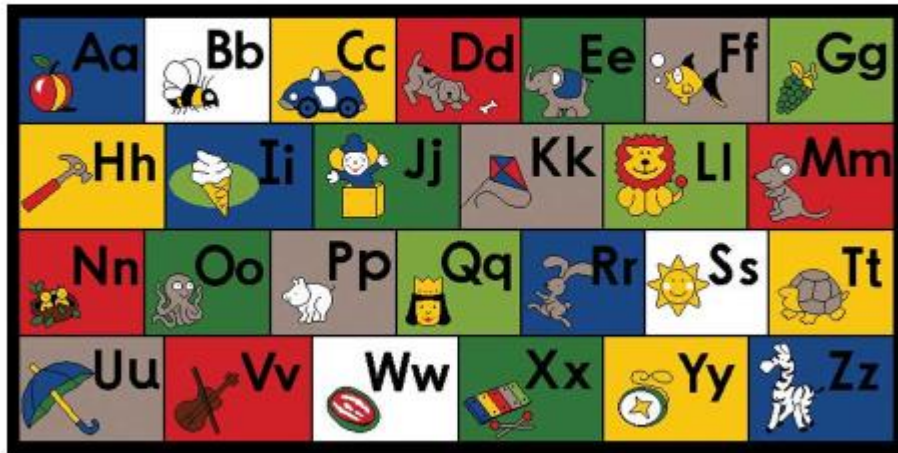 Aa Bb Cc Dd Ee Ff Gg
Hh Ii Jj Kk Ll Mm
Nn Oo Pp Qq Rr Ss Tt
Uu Vv Ww Xx Yy Zz